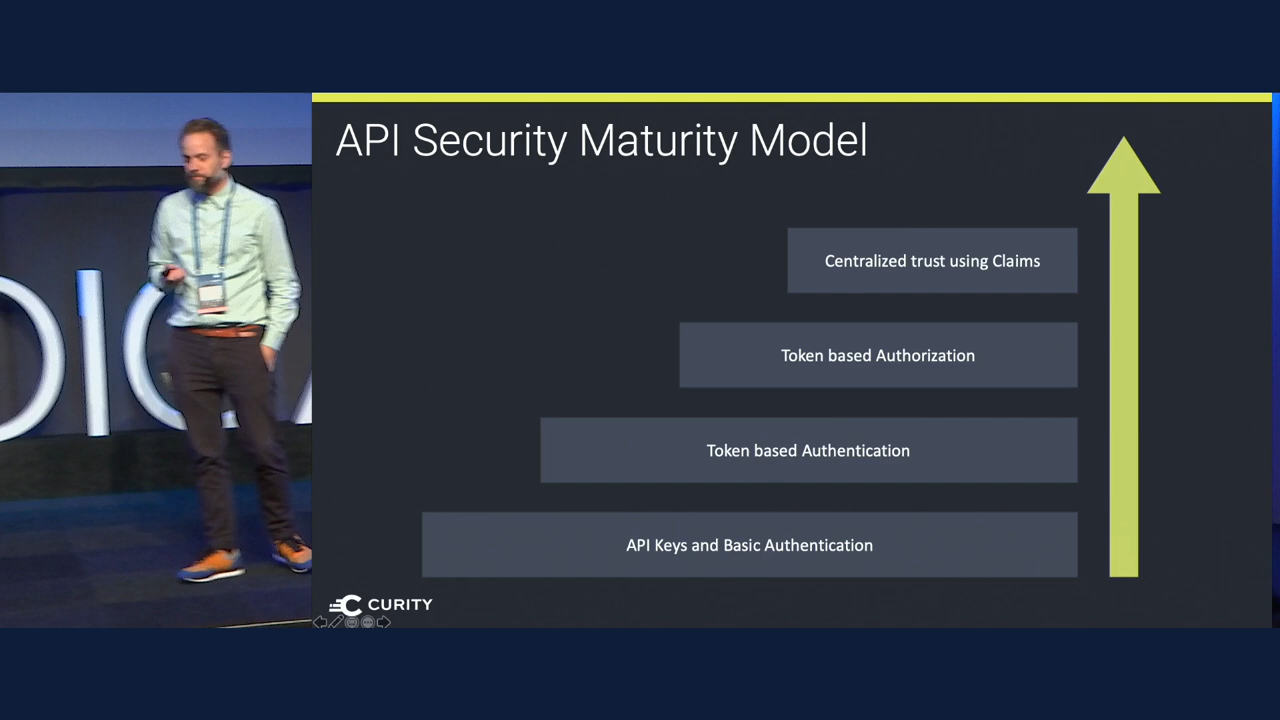 API Security Maturity Model
Centralized trust using Claims
Token based Authorization
Token based Authentication
API Keys and Basic Authentication
CURITY